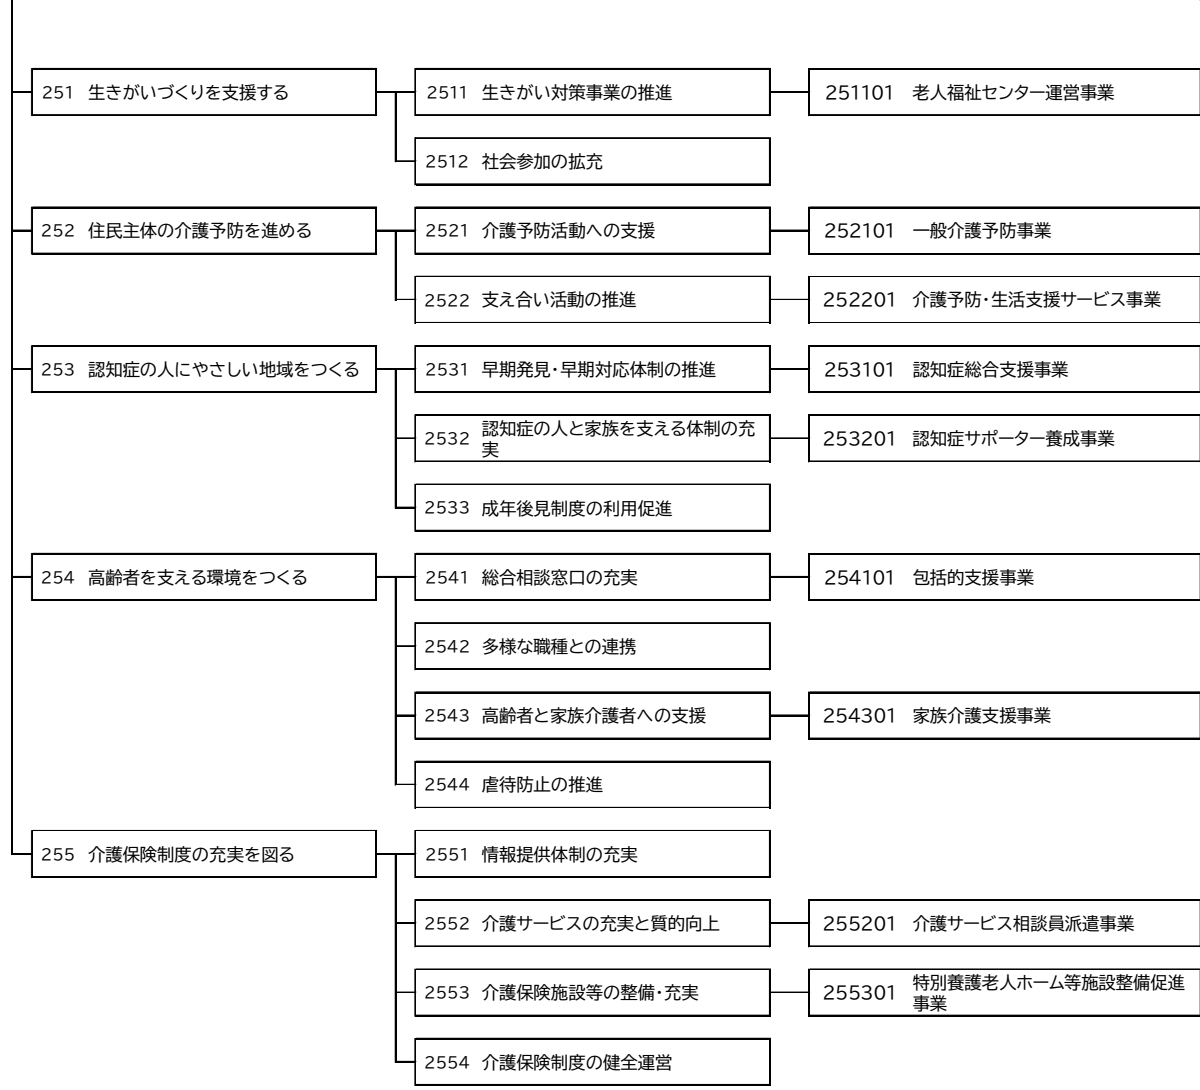 251 生きがいづくりを支援する
2511 生きがい対策事業の推進
251101 老人福祉センター運営事業
2512 社会参加の拡充
252 住民主体の介護予防を進める
2521 介護予防活動への支援
252101 一般介護予防事業
2522 支え合い活動の推進
252201 介護予防・生活支援サービス事業
253 認知症の人にやさしい地域をつくる
2531 早期発見・早期対応体制の推進
253101 認知症総合支援事業
2532 認知症の人と家族を支える体制の充
実
253201 認知症サポーター養成事業
2533 成年後見制度の利用促進
254 高齢者を支える環境をつくる
2541 総合相談窓口の充実
254101 包括的支援事業
2542 多様な職種との連携
2543 高齢者と家族介護者への支援
254301 家族介護支援事業
2544 虐待防止の推進
255 介護保険制度の充実を図る
2551 情報提供体制の充実
2552 介護サービスの充実と質的向上
255201 介護サービス相談員派遣事業
2553 介護保険施設等の整備・充実
255301 特別養護老人ホーム等施設整備促進
事業
2554 介護保険制度の健全運営